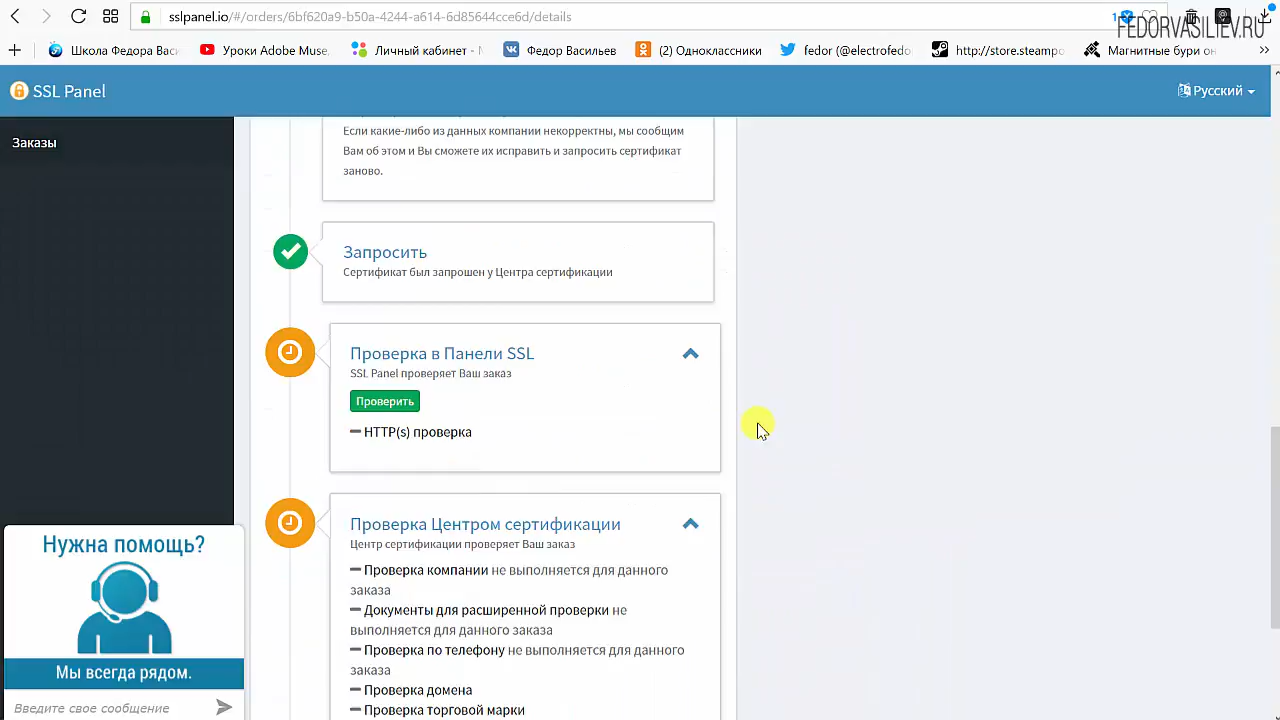 sslpanel.io/#/orders/6bf620a9-b50a-4244-a614-6d85644cce6d/details
FEDORVASILIEV.RU
Школа Федора Васи
Уроки Adobe Muse,
Личный кабинет -
Федор Васильев
(2) Одноклассники
fedor (@electrofedo
http://store.steampo
Магнитные бури он
SSL Panel
Русский
Заказы
Если какие-либо из данных компании некорректны, мы сообщим
Вам об этом и Вы сможете их исправить и запросить сертификат
заново.
Запросить
Сертификат был запрошен у Центра сертификации
Проверка в Панели SSL
SSL Panel проверяет Ваш заказ
Проверить
HTTP(s) проверка
Проверка Центром сертификации
Центр сертификации проверяет Ваш заказ
Проверка компании не выполняется для данного
заказа
Документы для расширенной проверки не
выполняется для данного заказа
Проверка по телефону не выполняется для данного
заказа
Проверка домена
Проверка торговой марки
Нужна помощь?
Мы всегда рядом.
Введите свое сообщение